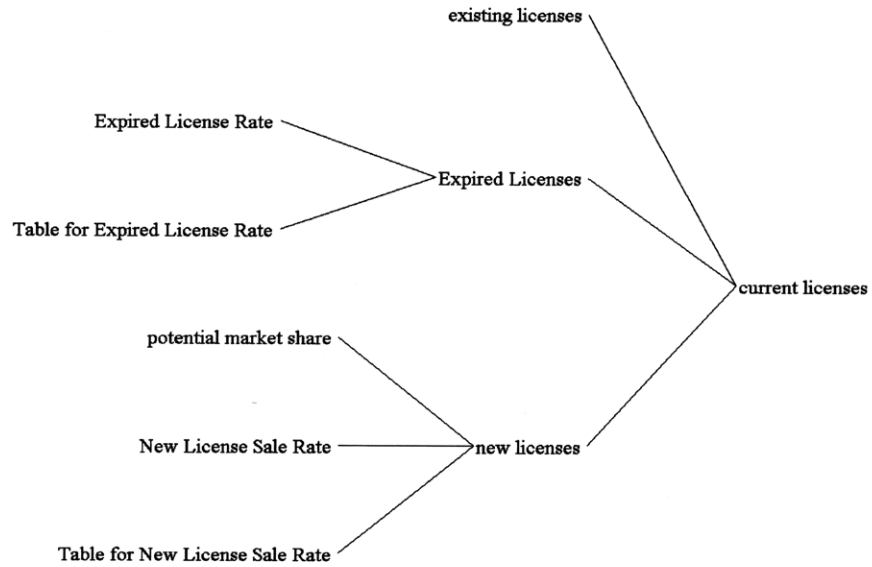 existing licenses
Expired License Rate
Expired Licenses
Table for Expired License Rate
current licenses
potential market share
New License Sale Rate
new licenses
Table for New License Sale Rate